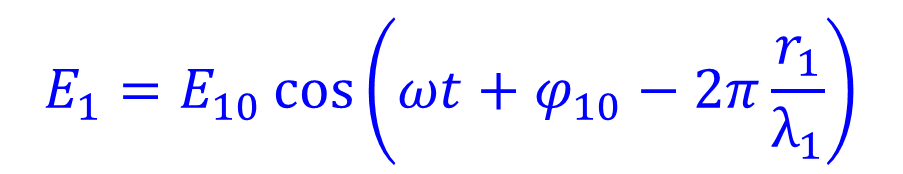 E₁ = E₁₀ cos(ωt + φ₁₀ − 2π r₁/λ₁)